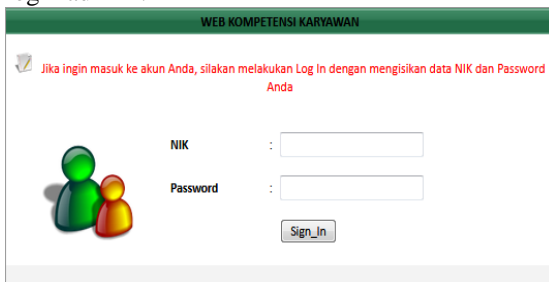 WEB KOMPETENSI KARYAWAN
Jika ingin masuk ke akun Anda, silakan melakukan Log In dengan mengisikan data NIK dan Password
Anda
NIK :
Password :
Sign_In